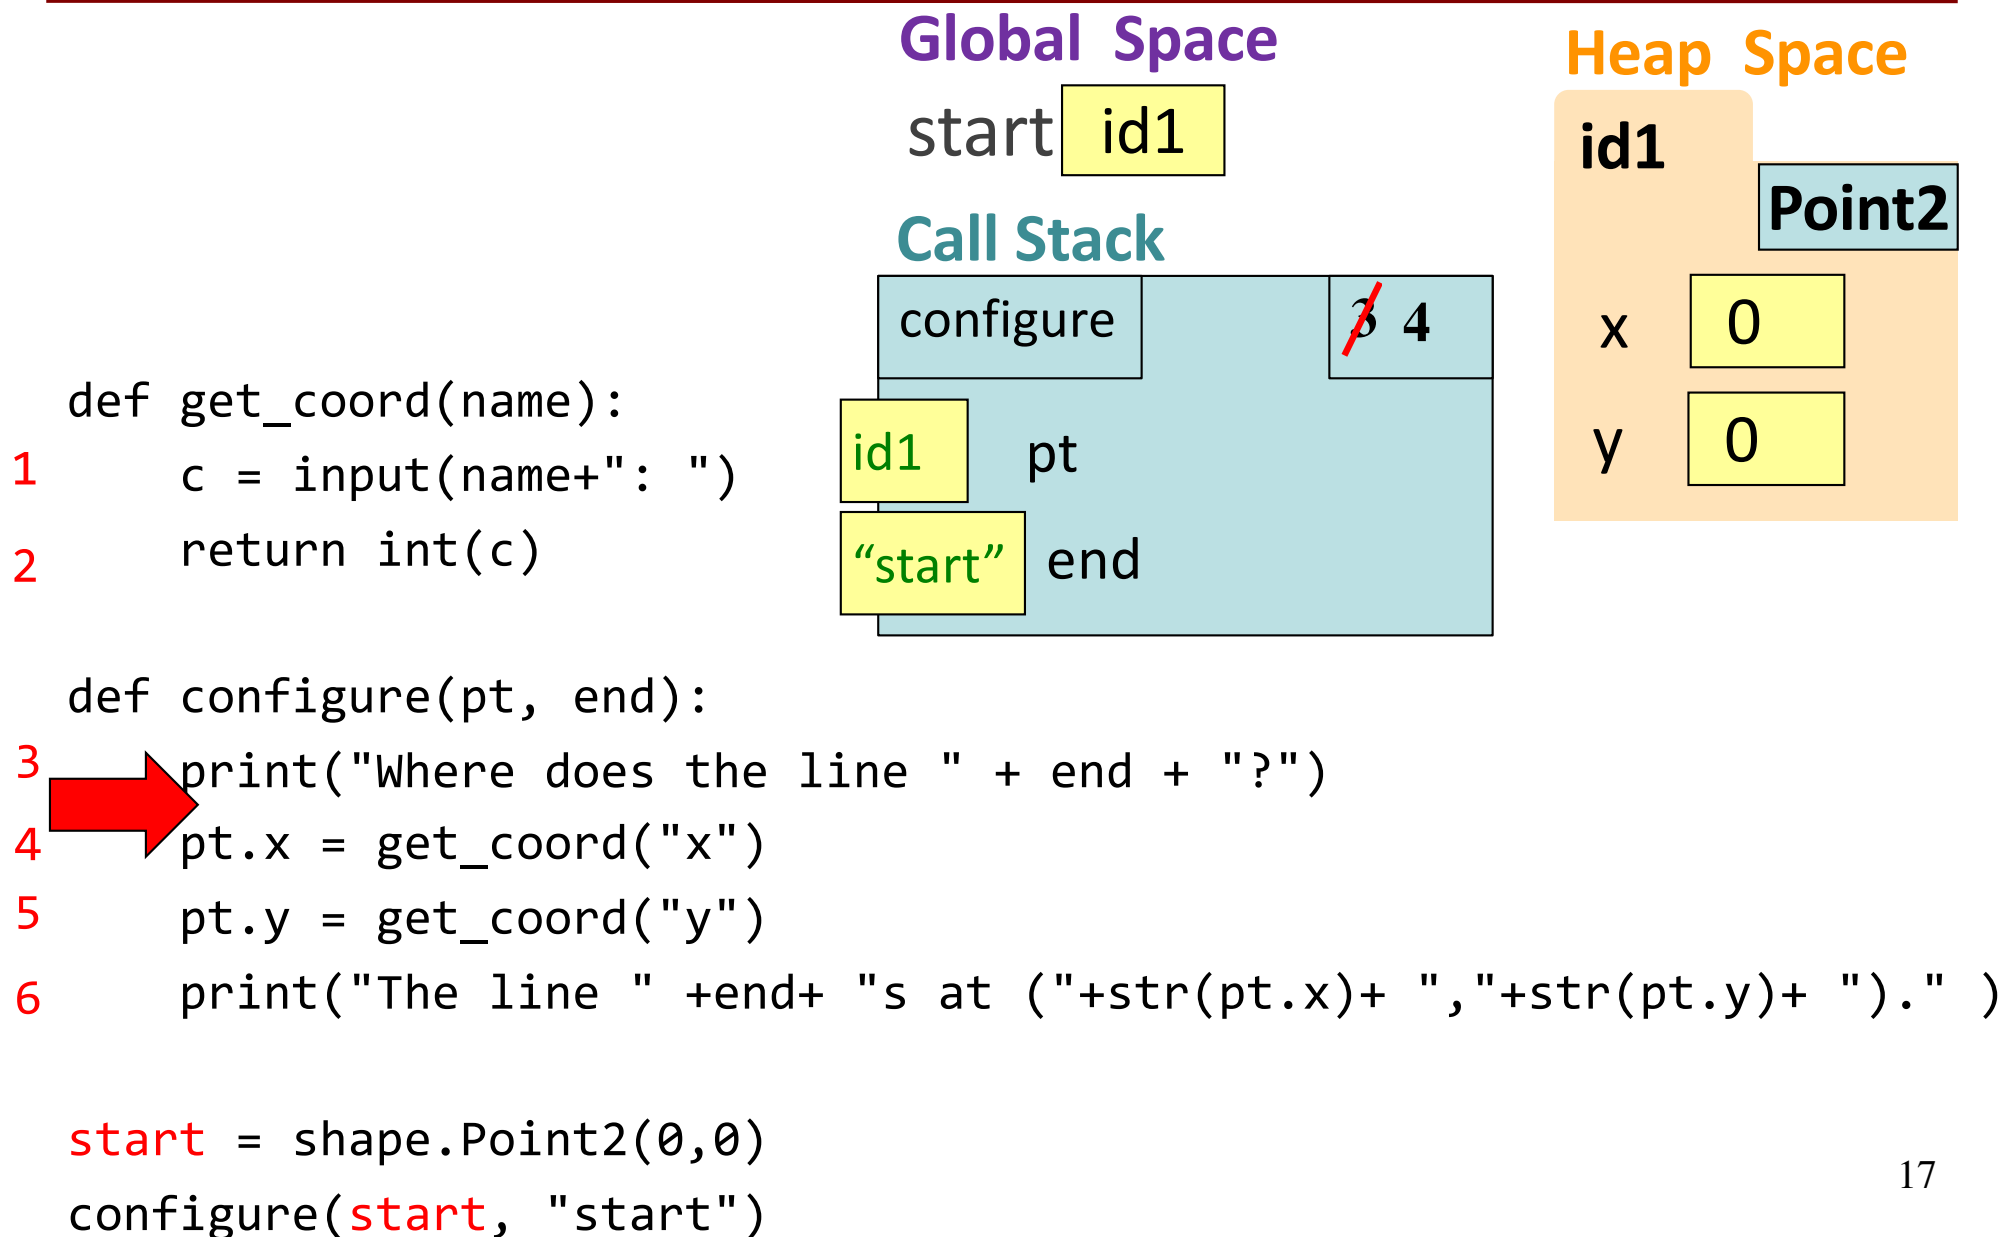 Global Space
start id1
Call Stack
configure 3 4
id1 pt
“start” end
Heap Space
id1
Point2
x 0
y 0
def get_coord(name):
1 c = input(name+": ")
2 return int(c)
def configure(pt, end):
3 print("Where does the line " + end + "?")
4 pt.x = get_coord("x")
5 pt.y = get_coord("y")
6 print("The line " +end+ "s at ("+str(pt.x)+ ","+str(pt.y)+ ")." )
start = shape.Point2(0,0)
configure(start, "start")
17